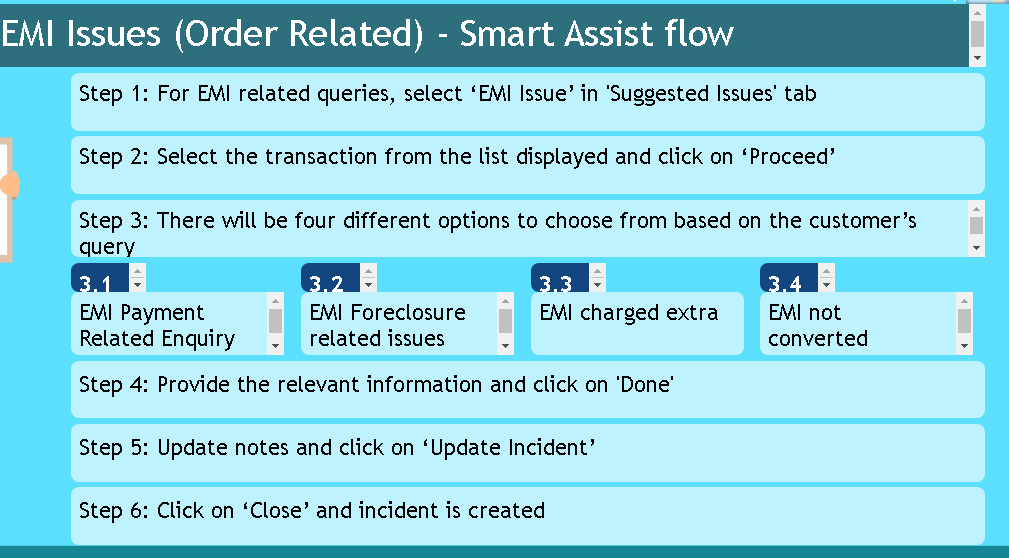 EMI Issues (Order Related) - Smart Assist flow
Step 1: For EMI related queries, select ‘EMI Issue’ in 'Suggested Issues' tab
Step 2: Select the transaction from the list displayed and click on ‘Proceed’
Step 3: There will be four different options to choose from based on the customer’s
query
3.1
EMI Payment
Related Enquiry
3.2
EMI Foreclosure
related issues
3.3
EMI charged extra
3.4
EMI not
converted
Step 4: Provide the relevant information and click on 'Done'
Step 5: Update notes and click on ‘Update Incident’
Step 6: Click on ‘Close’ and incident is created